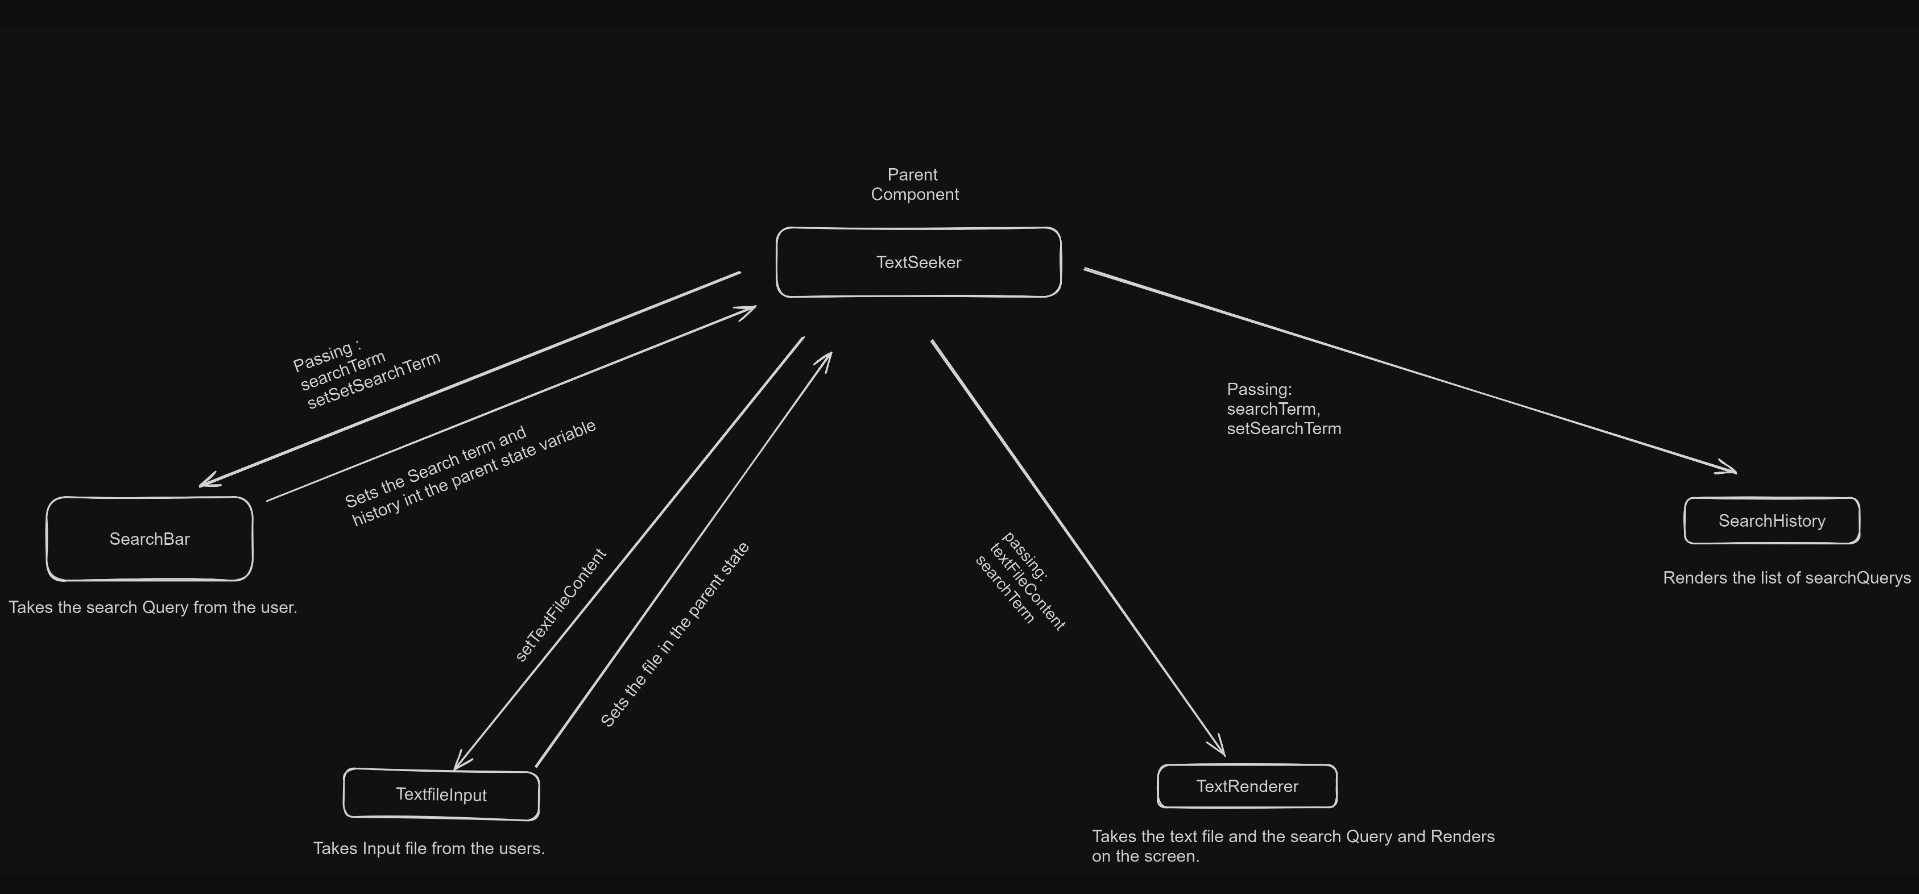 Parent
Component
TextSeeker
Passing :
searchTerm
setSetSearchTerm
Sets the Search term and
history int the parent state variable
Passing:
searchTerm,
setSearchTerm
SearchBar
Takes the search Query from the user.
SearchHistory
Renders the list of searchQuerys
setTextFileContent
Sets the file in the parent state
passing:
textFileContent
searchTerm
TextfileInput
Takes Input file from the users.
TextRenderer
Takes the text file and the search Query and Renders
on the screen.